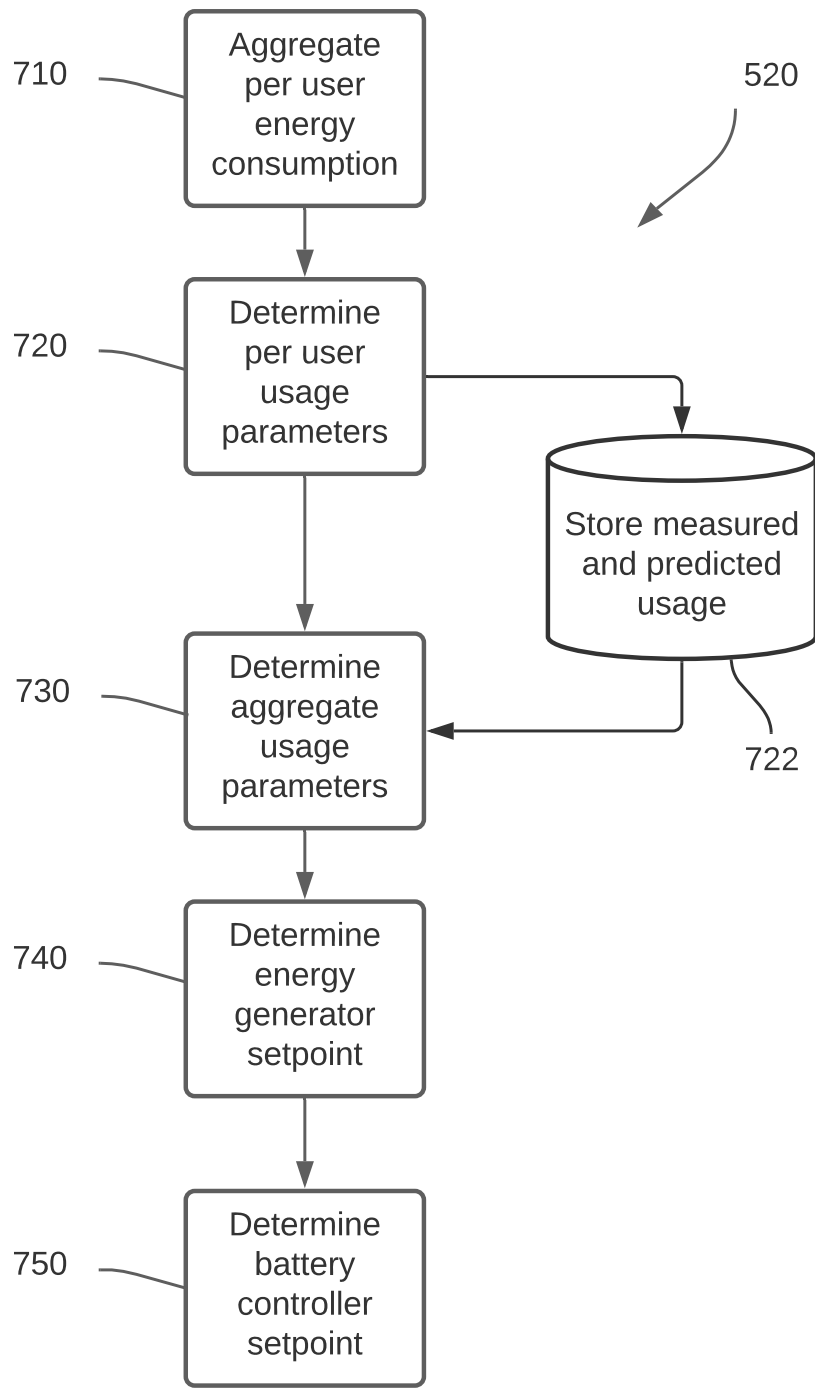 710
Aggregate
per user
energy
consumption
520
720
Determine
per user
usage
parameters
Store measured
and predicted
usage
722
730
Determine
aggregate
usage
parameters
740
Determine
energy
generator
setpoint
750
Determine
battery
controller
setpoint